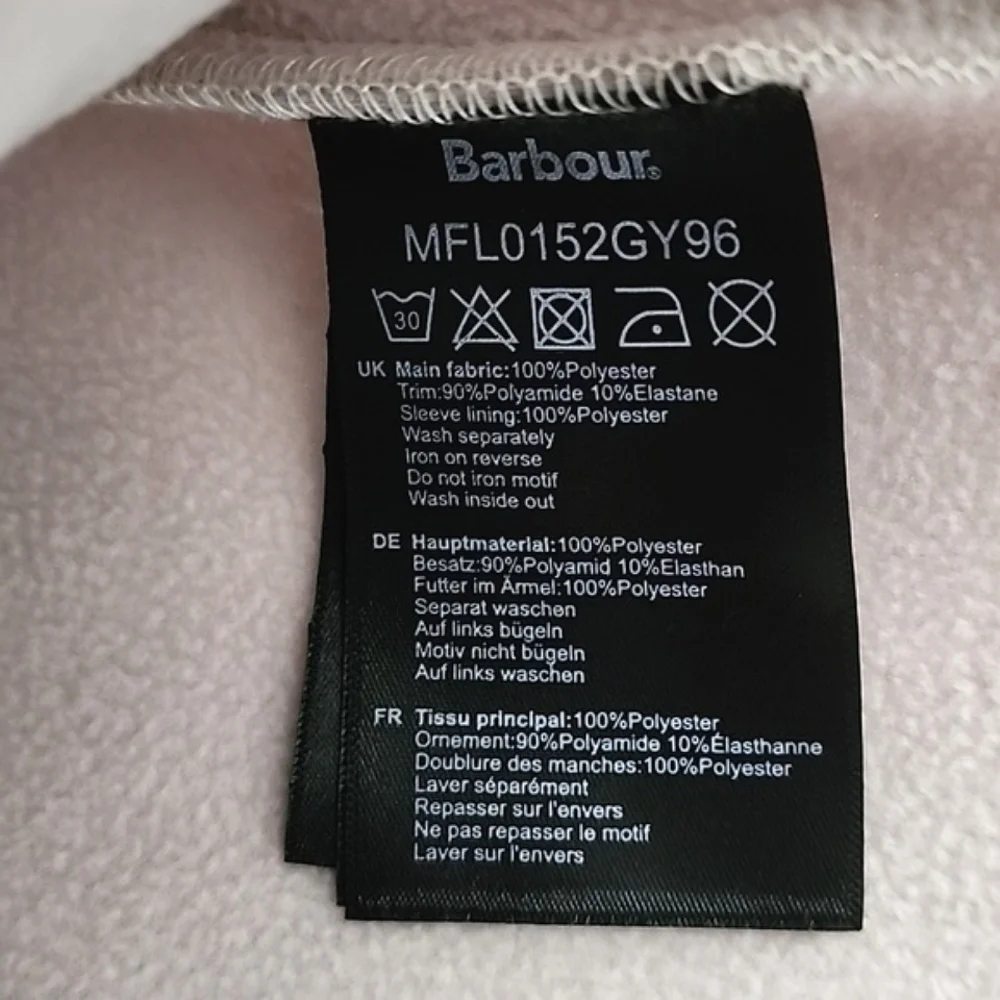 Barbour®
MFL0152GY96
30
UK Main fabric:100%Polyester
Trim:90%Polyamide 10%Elastane
Sleeve lining:100%Polyester
Wash separately
Iron on reverse
Do not iron motif
Wash inside out
DE Hauptmaterial:100%Polyester
Besatz:90%Polyamid 10%Elasthan
Futter im Ärmel:100%Polyester
Separat waschen
Auf links bügeln
Motiv nicht bügeln
Auf links waschen
FR Tissu principal:100%Polyester
Ornement:90%Polyamide 10%Élasthanne
Doublure des manches:100%Polyester
Laver séparément
Repasser sur l'envers
Ne pas repasser le motif
Laver sur l'envers